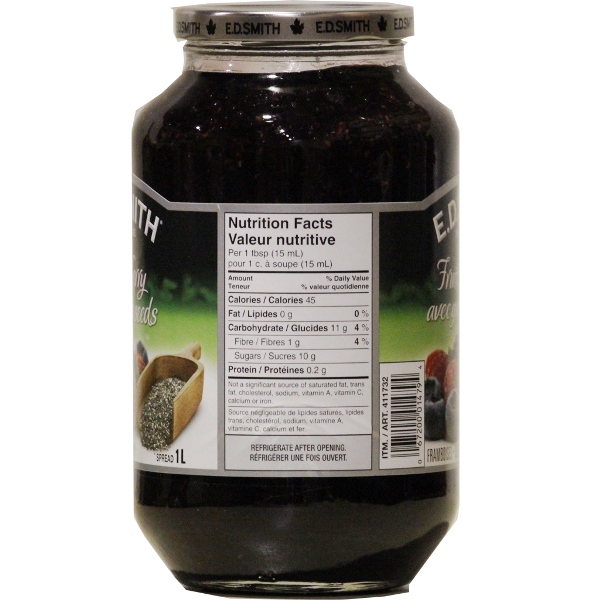 E.D.SMITH E.D.SMITH E.D.SMITH
SMITH®
Nutrition Facts
Valeur nutritive
Per 1 tbsp (15 mL)
pour 1 c. à soupe (15 mL)
Amount % Daily Value
Teneur % valeur quotidienne
Calories / Calories 45
Fat / Lipides 0 g 0 %
Carbohydrate / Glucides 11 g 4 %
Fibre / Fibres 1 g 4 %
Sugars / Sucres 10 g
Protein / Protéines 0.2 g
Not a significant source of saturated fat, trans
fat, cholesterol, sodium, vitamin A, vitamin C,
calcium or iron.
Source négligeable de lipides saturés, lipides
trans, cholestérol, sodium, vitamine A,
vitamine C, calcium et fer.
REFRIGERATE AFTER OPENING.
RÉFRIGÉRER UNE FOIS OUVERT.
SPREAD 1L
ITM. / ART. 411732
E.D.
avec